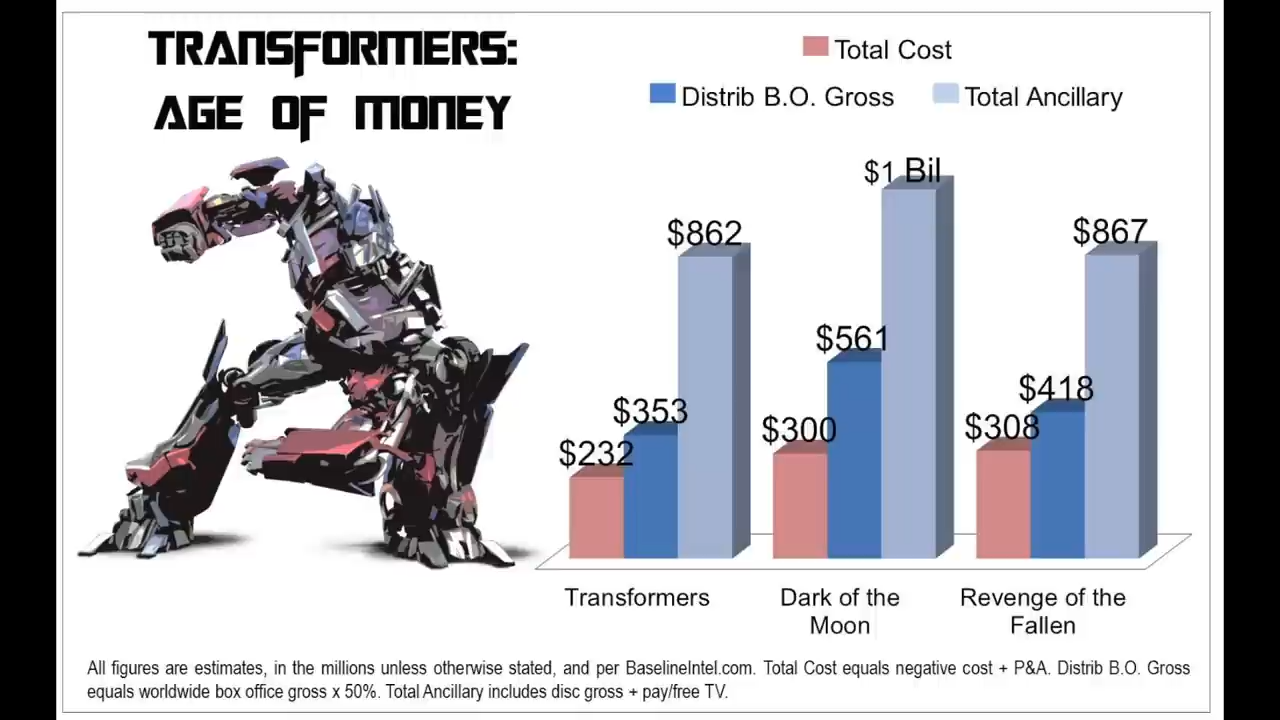 TRANSFORMERS:
AGE OF MONEY
Total Cost
Distrib B.O. Gross
Total Ancillary
$232
$353
$862
$300
$561
$1 Bil
$308
$418
$867
Transformers
Dark of the
Moon
Revenge of the
Fallen
All figures are estimates, in the millions unless otherwise stated, and per BaselineIntel.com. Total Cost equals negative cost + P&A. Distrib B.O. Gross
equals worldwide box office gross x 50%. Total Ancillary includes disc gross + pay/free TV.